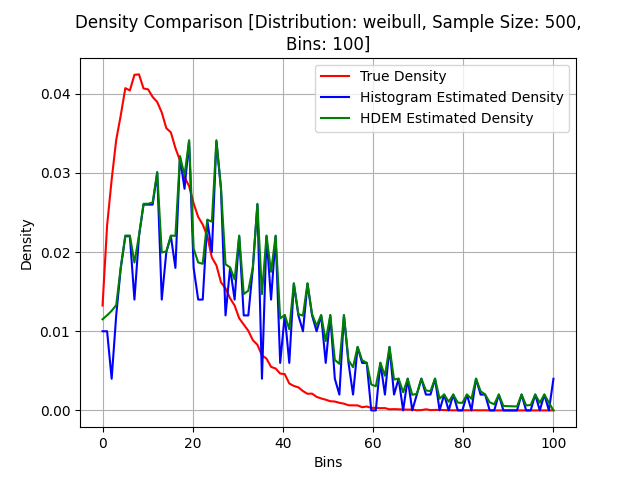 Density Comparison [Distribution: weibull, Sample Size: 500,
Bins: 100]
True Density
Histogram Estimated Density
HDEM Estimated Density
Density
0.04
0.03
0.02
0.01
0.00
0 20 40 60 80 100
Bins